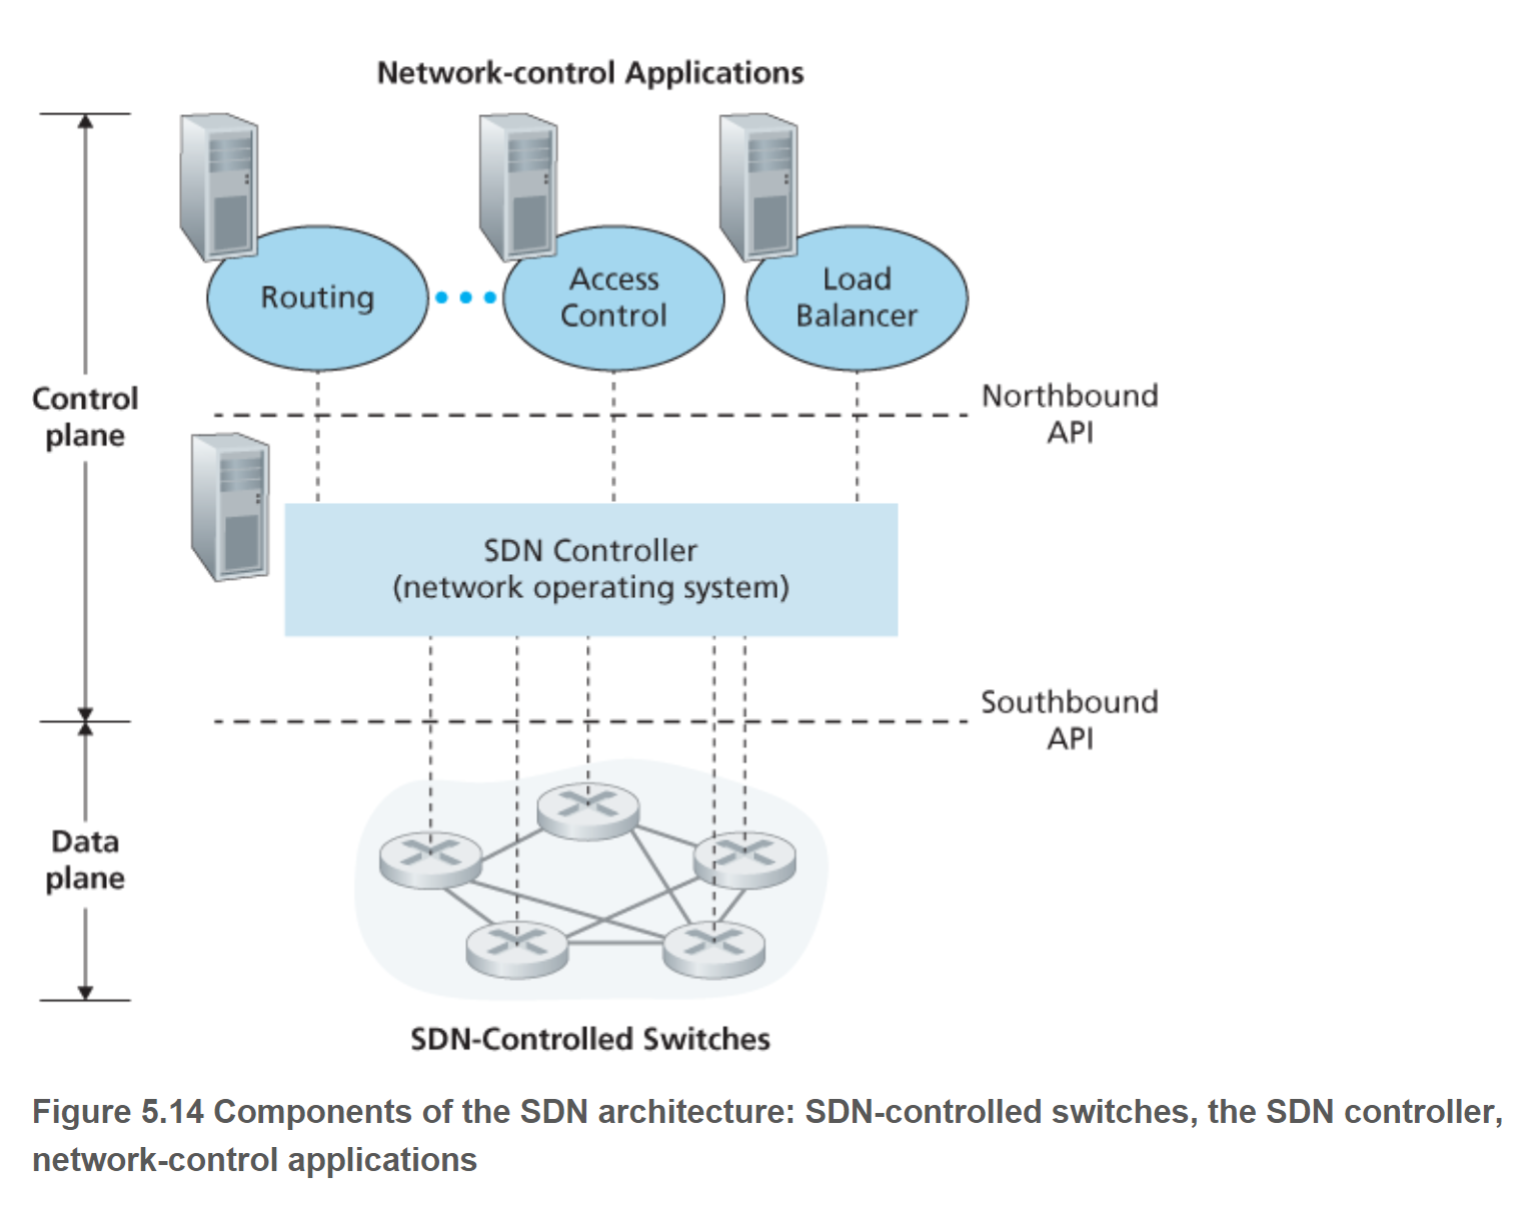 Network-control Applications
Routing
Access
Control
Load
Balancer
Control
plane
Northbound
API
SDN Controller
(network operating system)
Southbound
API
Data
plane
SDN-Controlled Switches
Figure 5.14 Components of the SDN architecture: SDN-controlled switches, the SDN controller,
network-control applications